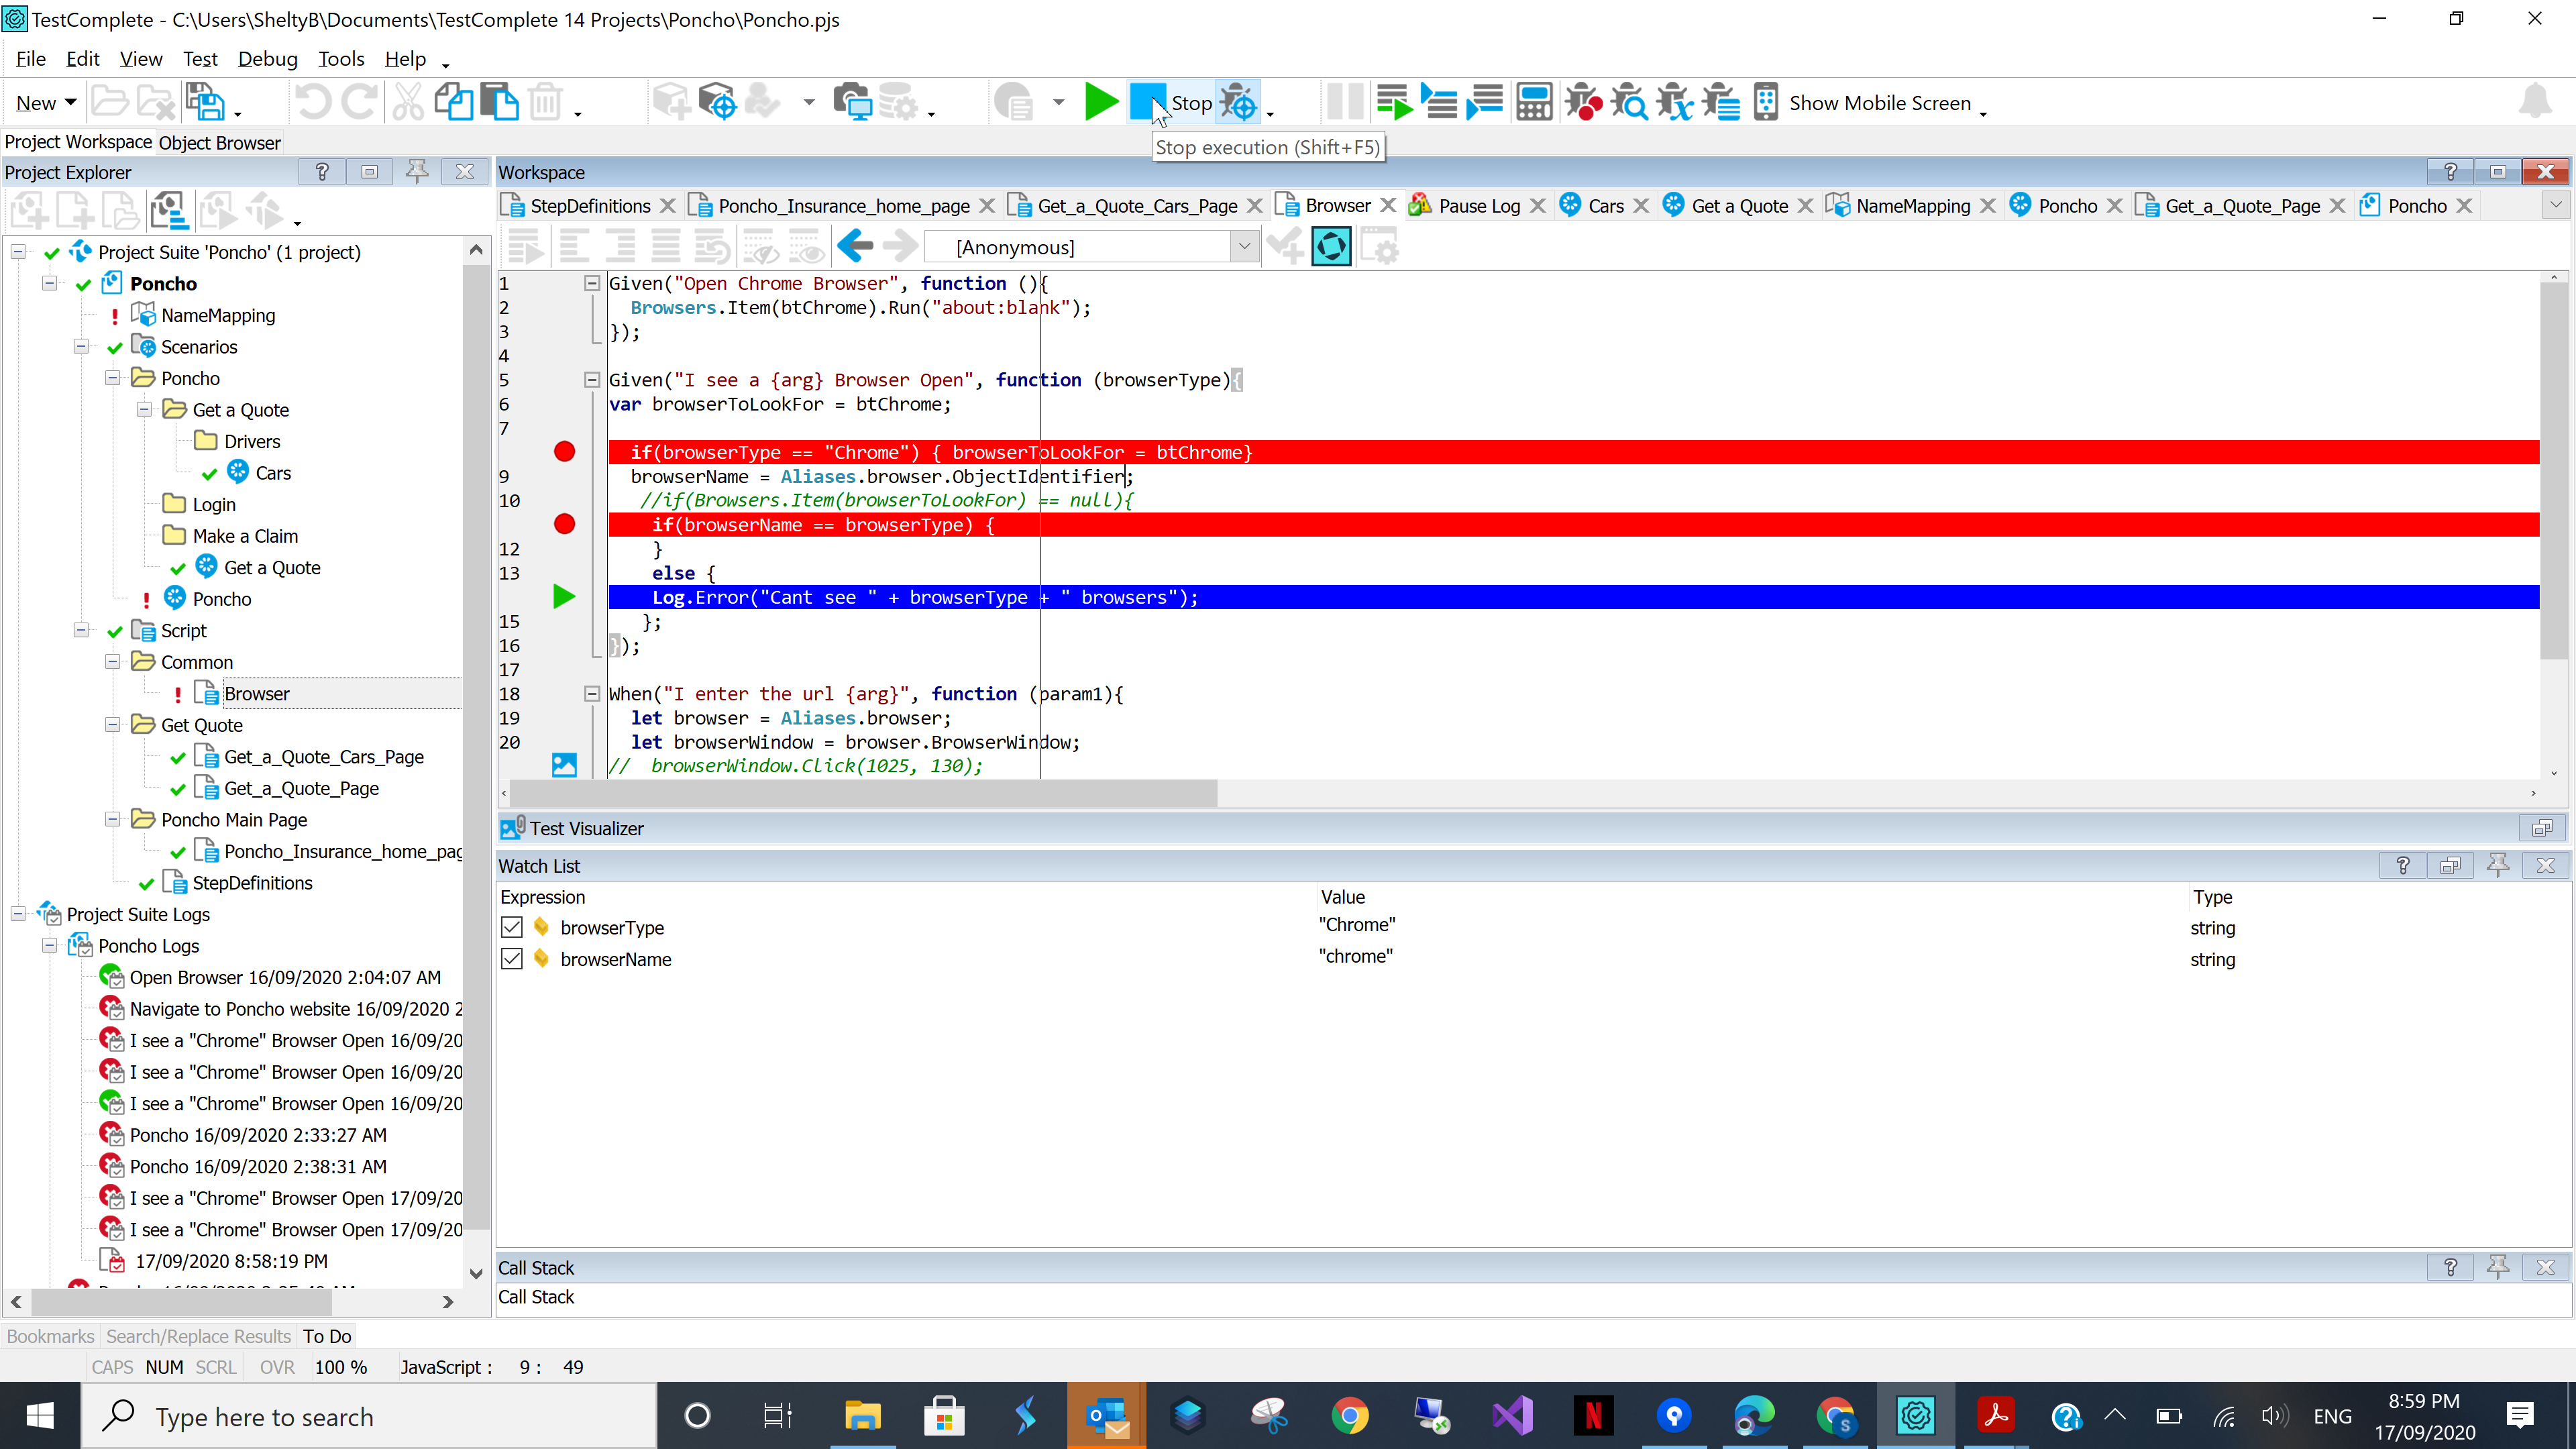 TestComplete - C:\Users\SheltyB\Documents\TestComplete 14 Projects\Poncho\Poncho.pjs
File Edit View Test Debug Tools Help
New Stop Show Mobile Screen
Stop execution (Shift+F5)
Project Workspace Object Browser
Project Explorer
Project Suite 'Poncho' (1 project)
Poncho
NameMapping
Scenarios
Poncho
Get a Quote
Drivers
Cars
Login
Make a Claim
Get a Quote
Poncho
Script
Common
Browser
Get Quote
Get_a_Quote_Cars_Page
Get_a_Quote_Page
Poncho Main Page
Poncho_Insurance_home_pag
StepDefinitions
Project Suite Logs
Poncho Logs
Open Browser 16/09/2020 2:04:07 AM
Navigate to Poncho website 16/09/2020 2
I see a "Chrome" Browser Open 16/09/20
I see a "Chrome" Browser Open 16/09/20
I see a "Chrome" Browser Open 16/09/20
Poncho 16/09/2020 2:33:27 AM
Poncho 16/09/2020 2:38:31 AM
I see a "Chrome" Browser Open 17/09/20
I see a "Chrome" Browser Open 17/09/20
17/09/2020 8:58:19 PM
Workspace
StepDefinitions Poncho_Insurance_home_page Get_a_Quote_Cars_Page Browser Pause Log Cars Get a Quote NameMapping Poncho Get_a_Quote_Page Poncho
[Anonymous]
1 Given("Open Chrome Browser", function (){
2 Browsers.Item(btChrome).Run("about:blank");
3 });
4
5 Given("I see a {arg} Browser Open", function (browserType){
6 var browserToLookFor = btChrome;
7
if(browserType == "Chrome") { browserToLookFor = btChrome}
9 browserName = Aliases.browser.ObjectIdentifier;
10 //if(Browsers.Item(browserToLookFor) == null){
if(browserName == browserType) {
12 }
13 else {
Log.Error("Cant see " + browserType + " browsers");
15 };
16 });
17
18 When("I enter the url {arg}", function (param1){
19 let browser = Aliases.browser;
20 let browserWindow = browser.BrowserWindow;
// browserWindow.Click(1025, 130);
Test Visualizer
Watch List
Expression Value Type
browserType "Chrome" string
browserName "chrome" string
Call Stack
Call Stack
Bookmarks Search/Replace Results To Do
CAPS NUM SCRL OVR 100 % JavaScript : 9 : 49
Type here to search
ENG
8:59 PM
17/09/2020